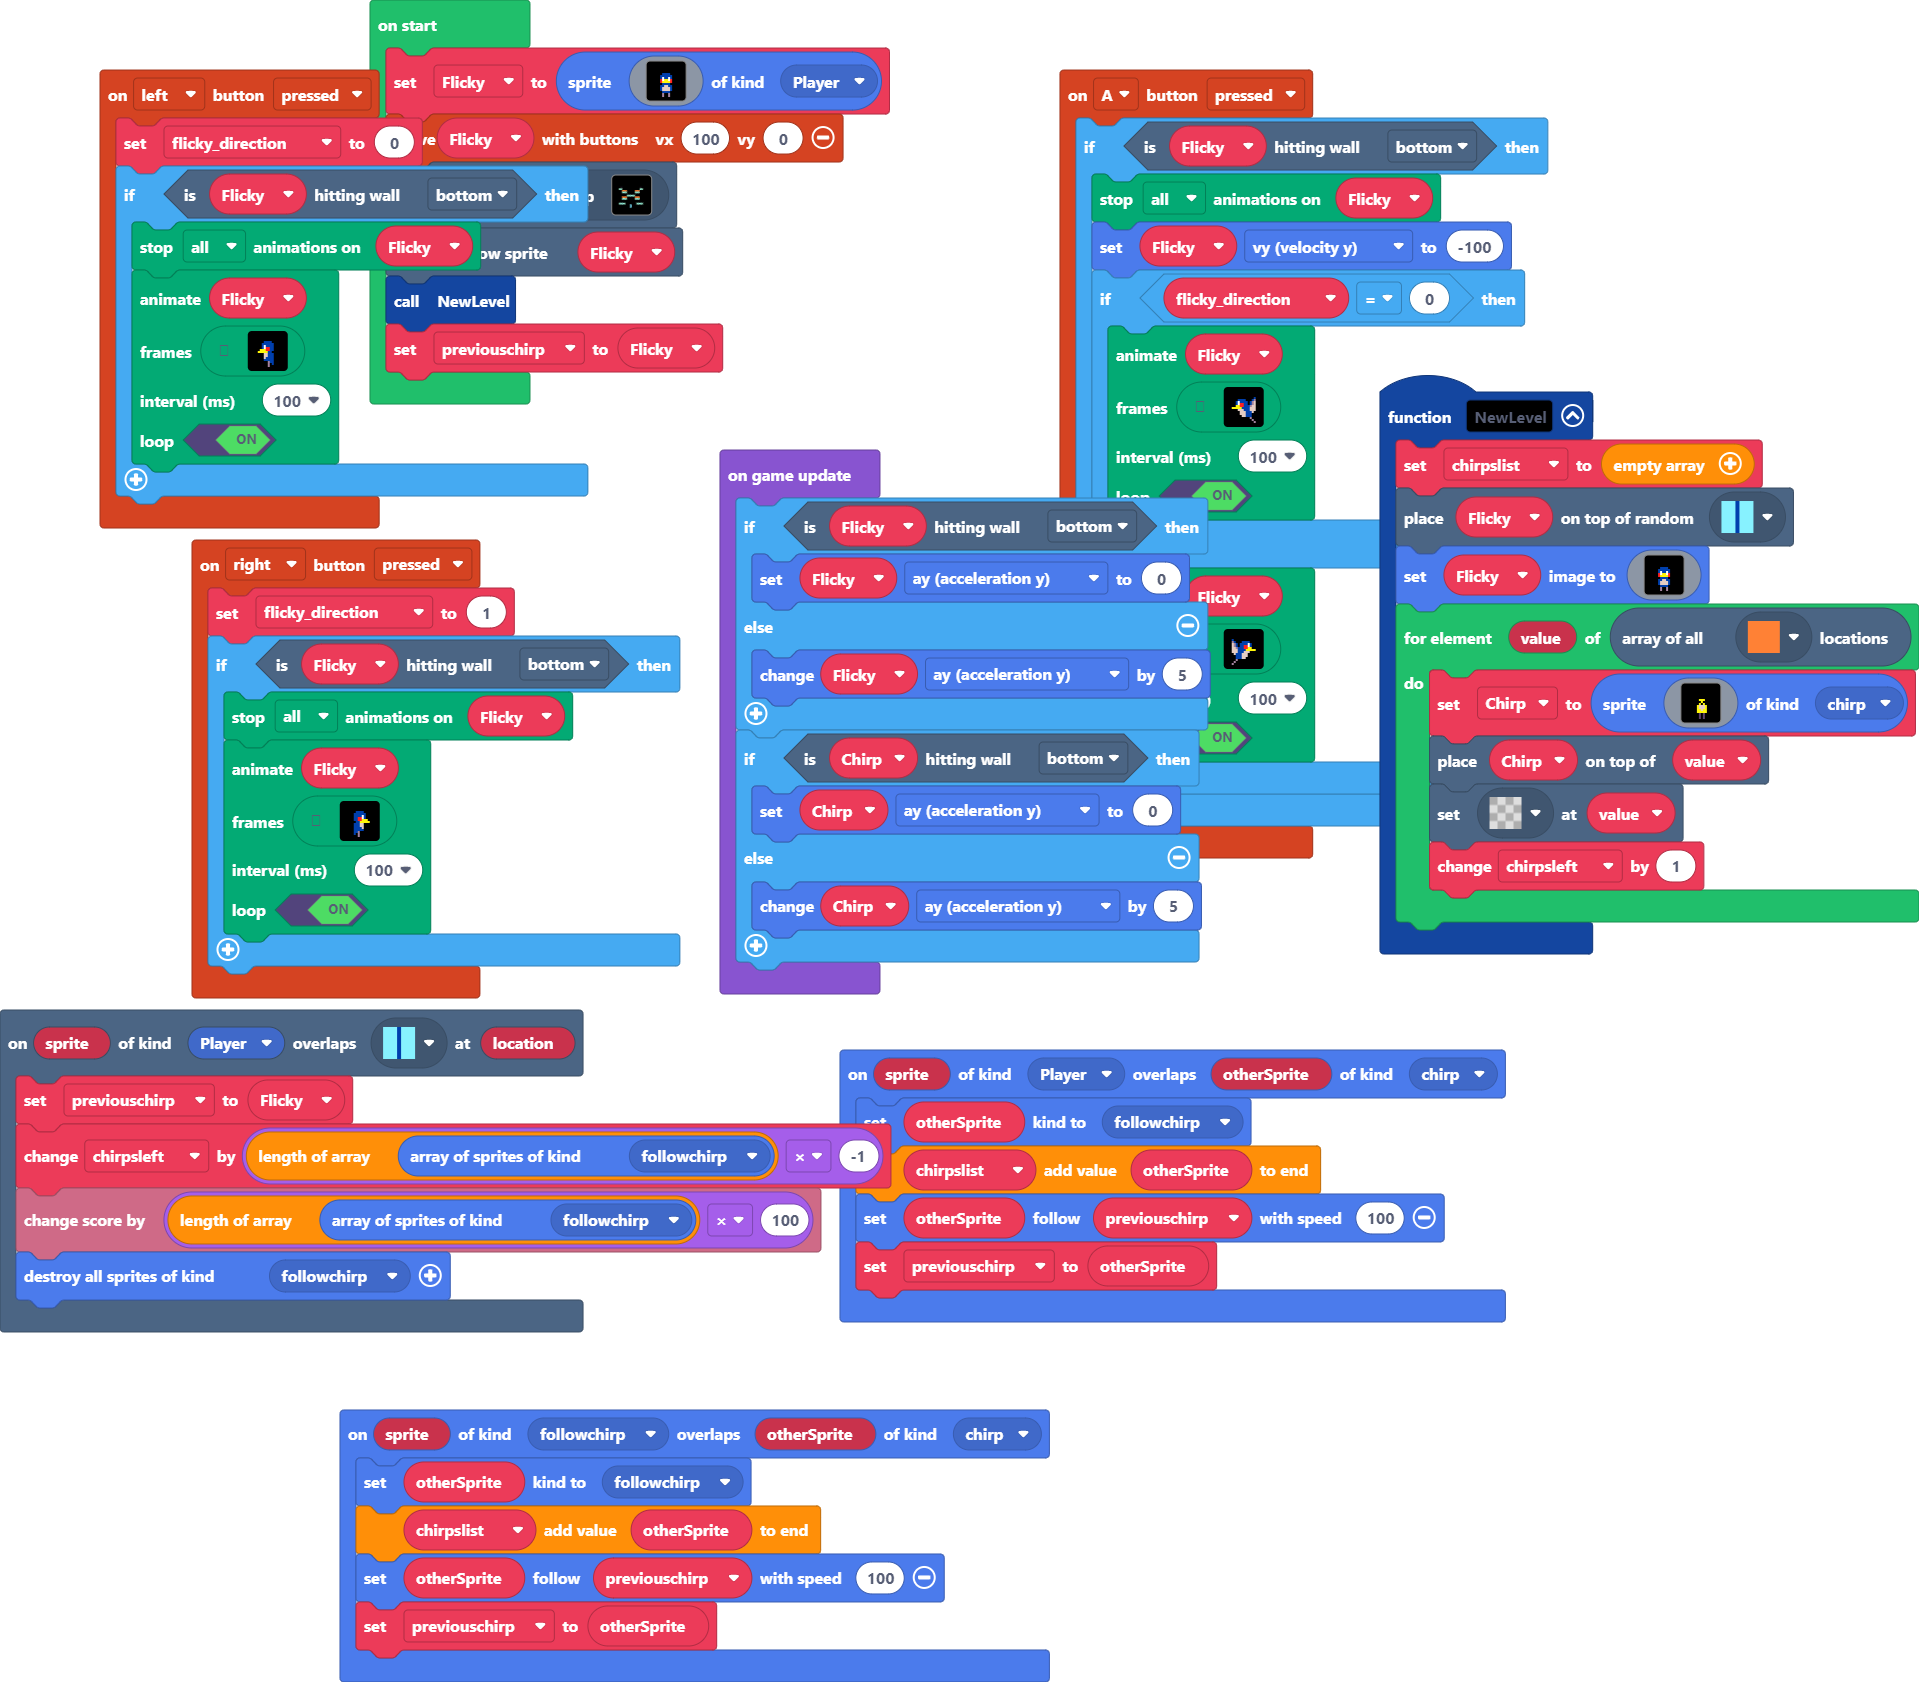 on start
set Flicky to sprite of kind Player
Flicky with buttons vx 100 vy 0
ow sprite Flicky
call NewLevel
set previouschirp to Flicky
on left button pressed
set flicky_direction to 0
if is Flicky hitting wall bottom then
stop all animations on Flicky
animate Flicky
frames
interval (ms) 100
loop ON
on right button pressed
set flicky_direction to 1
if is Flicky hitting wall bottom then
stop all animations on Flicky
animate Flicky
frames
interval (ms) 100
loop ON
on A button pressed
if is Flicky hitting wall bottom then
stop all animations on Flicky
set Flicky vy (velocity y) to -100
if flicky_direction = 0 then
animate Flicky
frames
interval (ms) 100
loop ON
Flicky
100
ON
on game update
if is Flicky hitting wall bottom then
set Flicky ay (acceleration y) to 0
else
change Flicky ay (acceleration y) by 5
if is Chirp hitting wall bottom then
set Chirp ay (acceleration y) to 0
else
change Chirp ay (acceleration y) by 5
function NewLevel
set chirpslist to empty array
place Flicky on top of random
set Flicky image to
for element value of array of all locations
do
set Chirp to sprite of kind chirp
place Chirp on top of value
set at value
change chirpsleft by 1
on sprite of kind Player overlaps at location
set previouschirp to Flicky
change chirpsleft by length of array array of sprites of kind followchirp × -1
change score by length of array array of sprites of kind followchirp × 100
destroy all sprites of kind followchirp
on sprite of kind Player overlaps otherSprite of kind chirp
set otherSprite kind to followchirp
chirpslist add value otherSprite to end
set otherSprite follow previouschirp with speed 100
set previouschirp to otherSprite
on sprite of kind followchirp overlaps otherSprite of kind chirp
set otherSprite kind to followchirp
chirpslist add value otherSprite to end
set otherSprite follow previouschirp with speed 100
set previouschirp to otherSprite